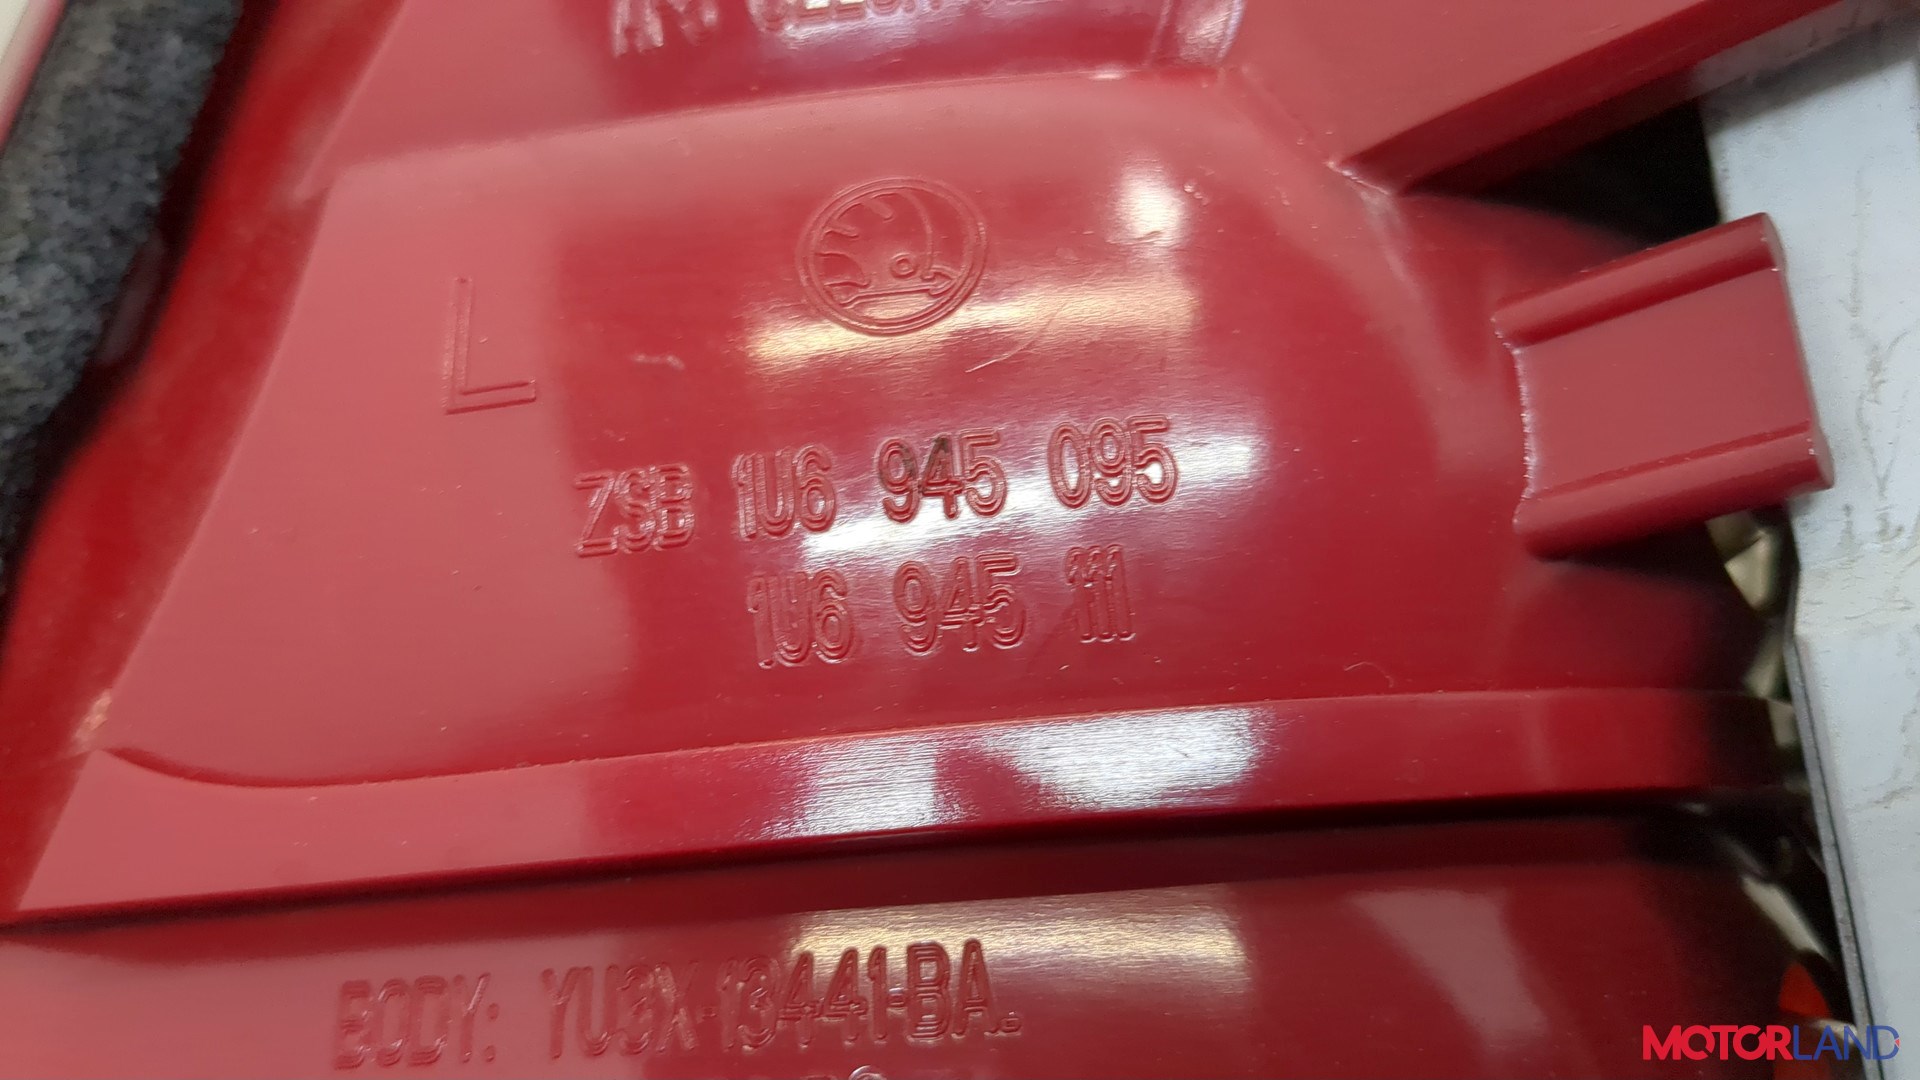 L
ZSB 1U6 945 095
1U6 945 111
BODY: YU3X-13441-BA.
MOTORLAND